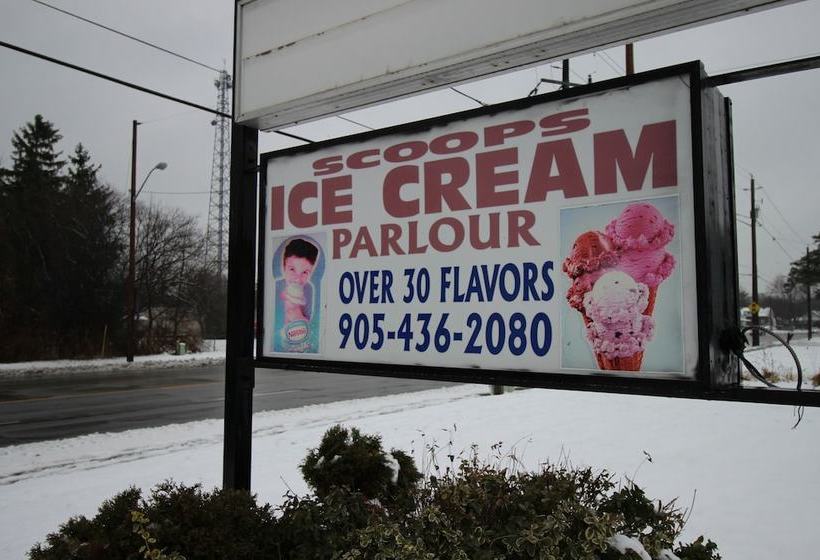 SCOOPS
ICE CREAM
PARLOUR
OVER 30 FLAVORS
905-436-2080